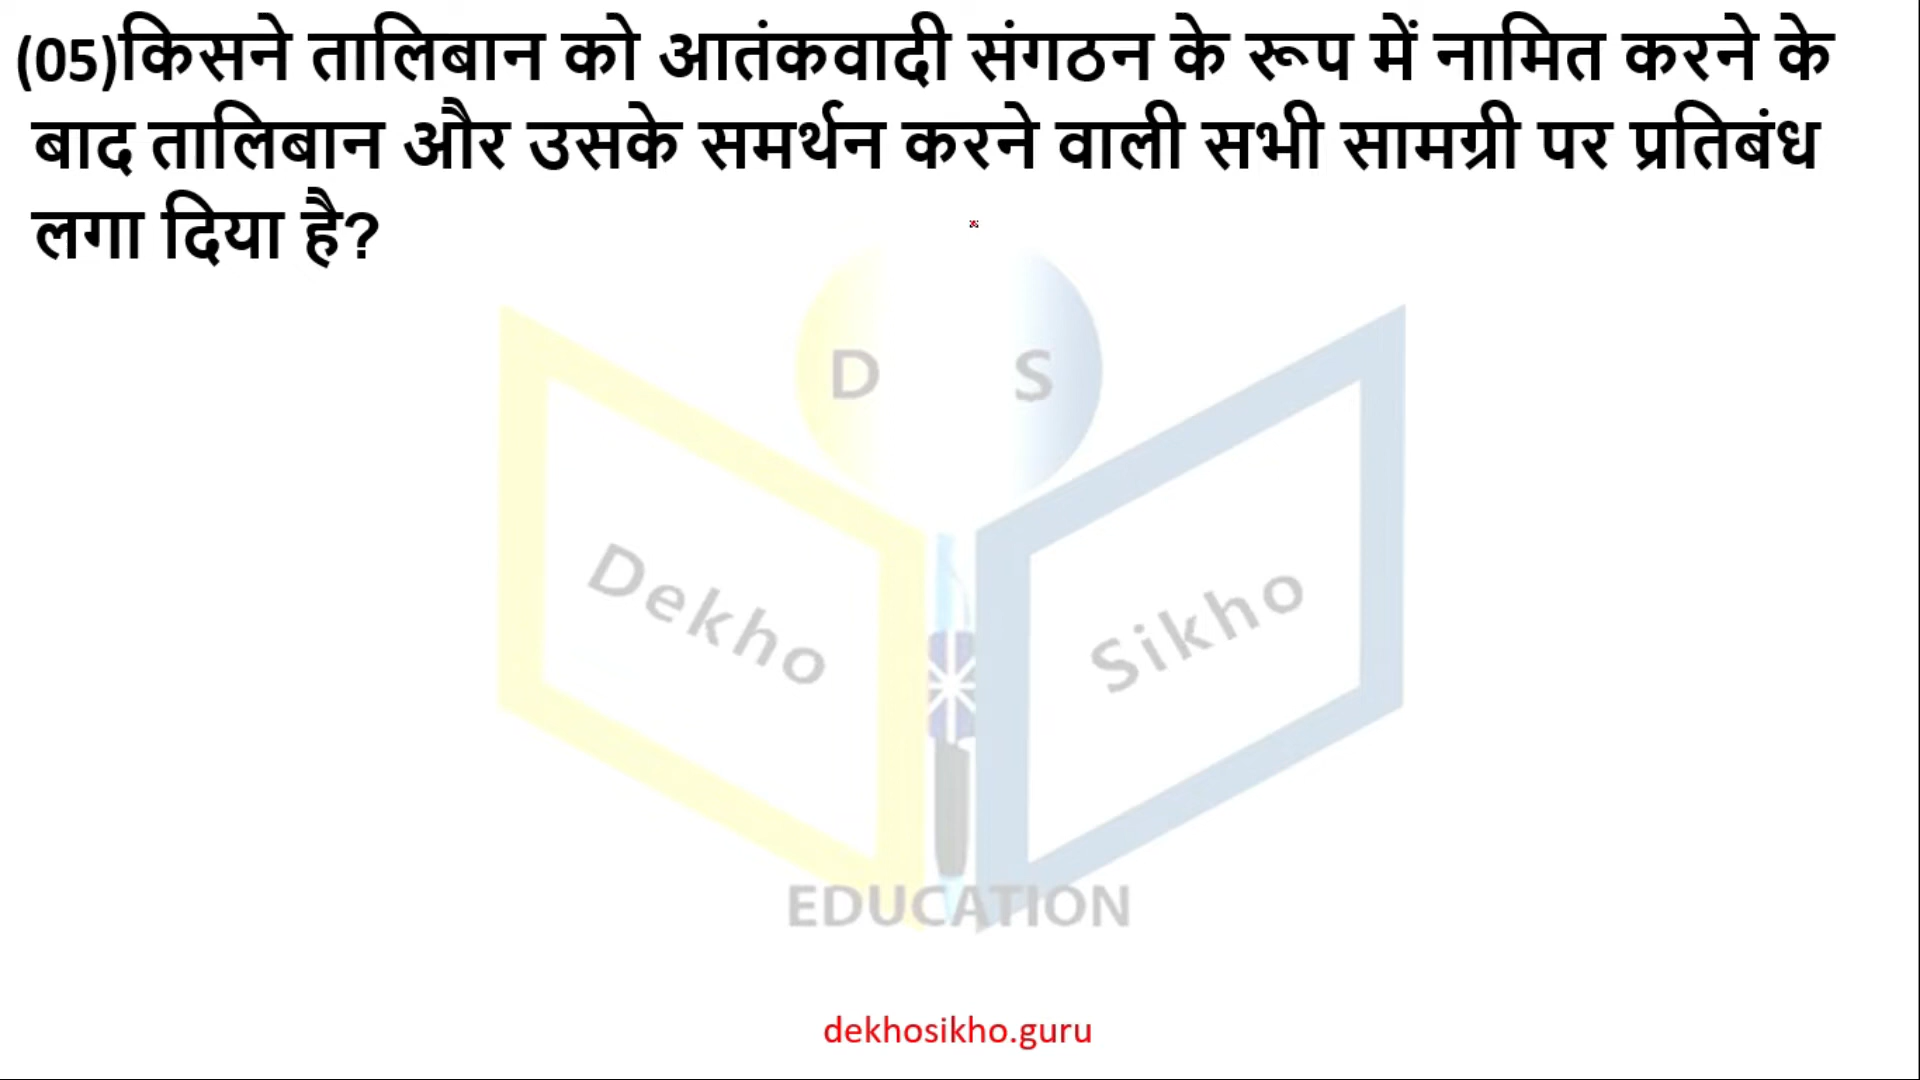 (05)किसने तालिबान को आतंकवादी संगठन के रूप में नामित करने के
बाद तालिबान और उसके समर्थन करने वाली सभी सामग्री पर प्रतिबंध
लगा दिया है?
D S
Dekho Sikho
EDUCATION
dekhosikho.guru